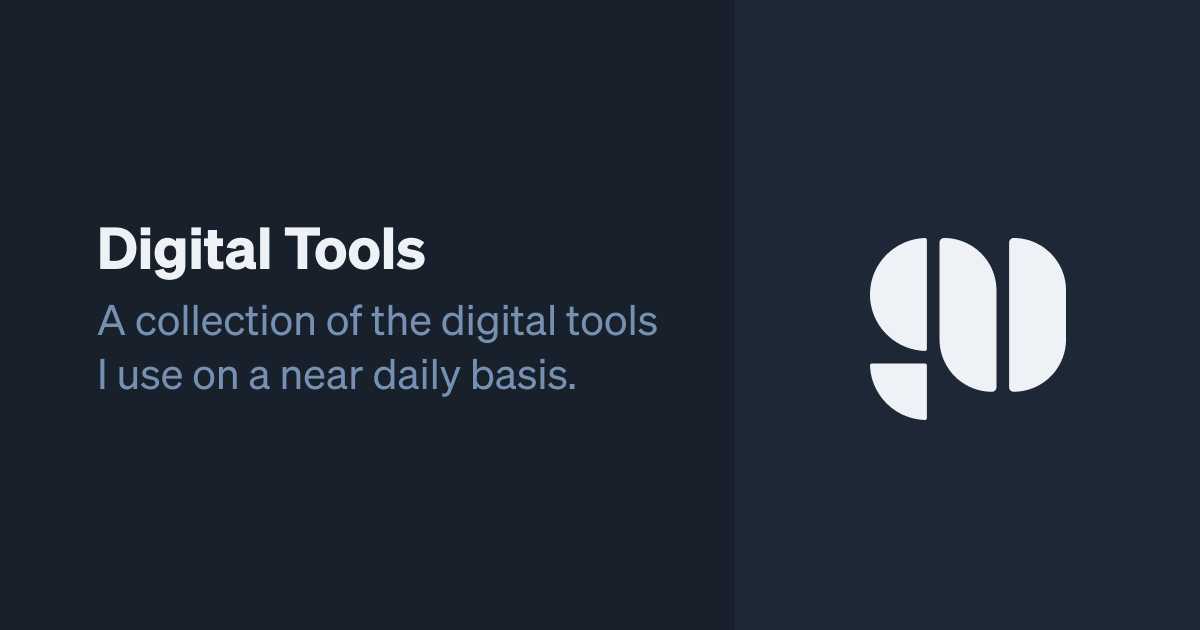 Digital Tools
A collection of the digital tools
I use on a near daily basis.